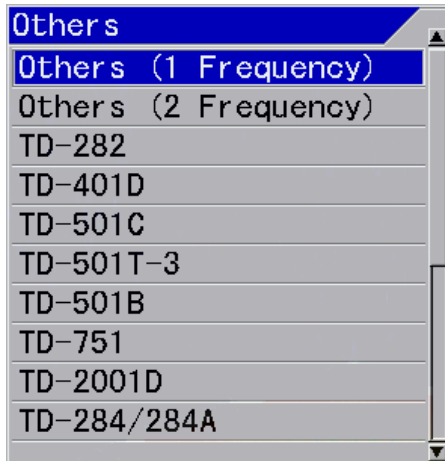 Others
Others (1 Frequency)
Others (2 Frequency)
TD-282
TD-401D
TD-501C
TD-501T-3
TD-501B
TD-751
TD-2001D
TD-284/284A